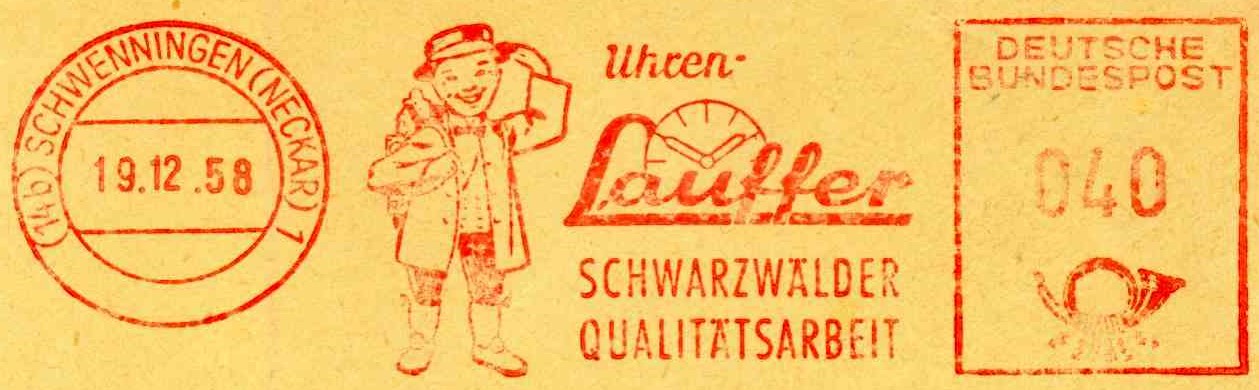 (14b) SCHWENNINGEN (NECKAR) 1
19.12.58
Uhren-
Lauffer
SCHWARZWÄLDER
QUALITÄTSARBEIT
DEUTSCHE
BUNDESPOST
040